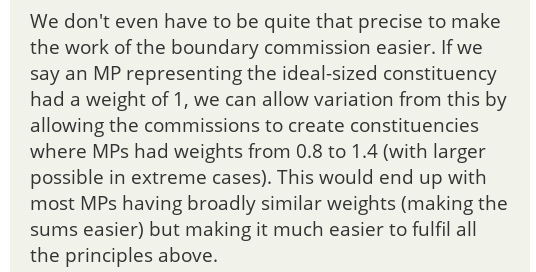 We don't even have to be quite that precise to make
the work of the boundary commission easier. If we
say an MP representing the ideal-sized constituency
had a weight of 1, we can allow variation from this by
allowing the commissions to create constituencies
where MPs had weights from 0.8 to 1.4 (with larger
possible in extreme cases). This would end up with
most MPs having broadly similar weights (making the
sums easier) but making it much easier to fulfil all
the principles above.